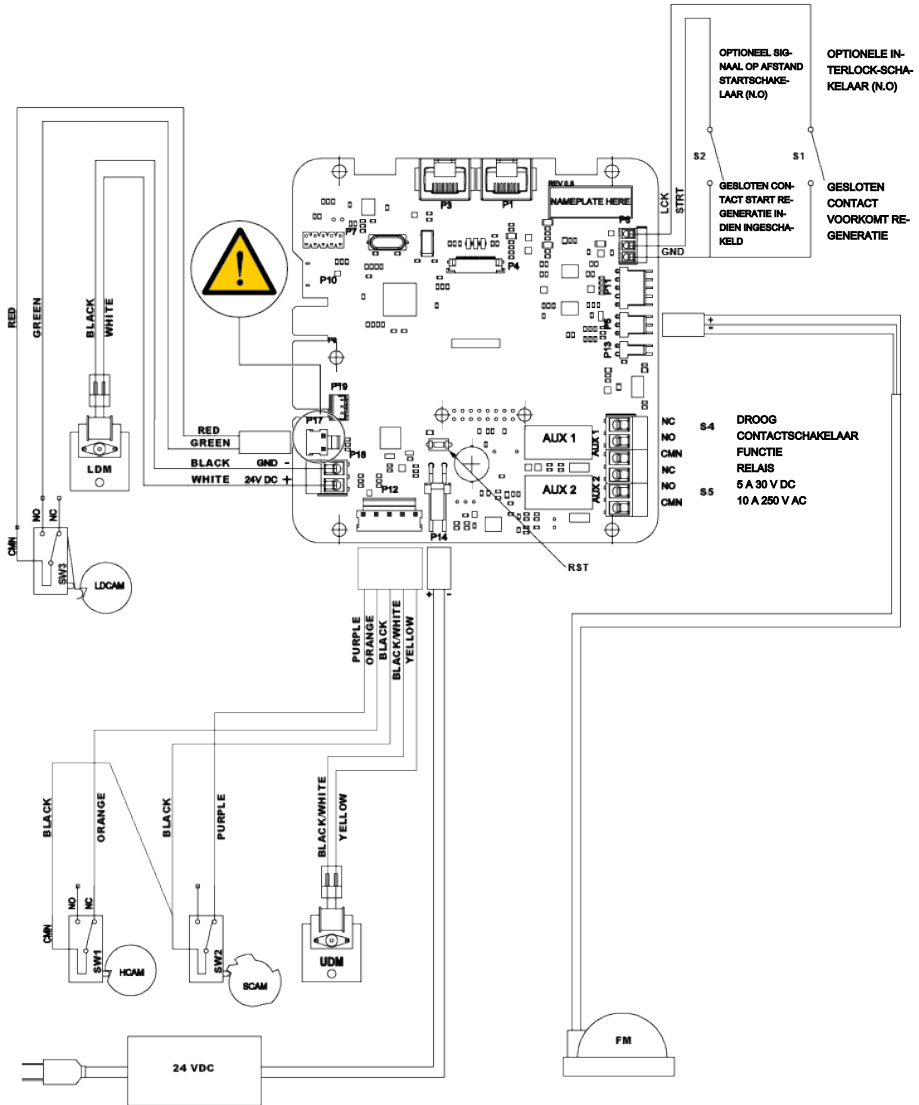 OPTIONEEL SIG-
NAAL OP AFSTAND
STARTSCHAKE-
LAAR (N.O)
OPTIONELE IN-
TERLOCK-SCHA-
KELAAR (N.O)
S2
S1
GESLOTEN CON-
TACT START RE-
GENERATIE IN-
DIEN INGESCHA-
KELD
GESLOTEN
CONTACT
VOORKOMT RE-
GENERATIE
LCK
STRT
GND
P3
P1
REV 0.5
NAMEPLATE HERE
P6
P7
P4
P10
P11
P5
P13
+
-
P9
P19
P17
P18
RED
GREEN
BLACK
WHITE
LDM
RED
GREEN
BLACK GND -
WHITE 24V DC +
AUX 1
AUX 1
AUX 2
AUX 2
NC
NO
CMN
NC
NO
CMN
S4
S5
DROOG
CONTACTSCHAKELAAR
FUNCTIE
RELAIS
5 A 30 V DC
10 A 250 V AC
P12
P14
RST
NO
NC
CMN
SW3
LDCAM
+
-
PURPLE
ORANGE
BLACK
BLACK/WHITE
YELLOW
BLACK
ORANGE
BLACK
PURPLE
BLACK/WHITE
YELLOW
NO
NC
CMN
SW1
HCAM
SW2
SCAM
UDM
24 VDC
FM